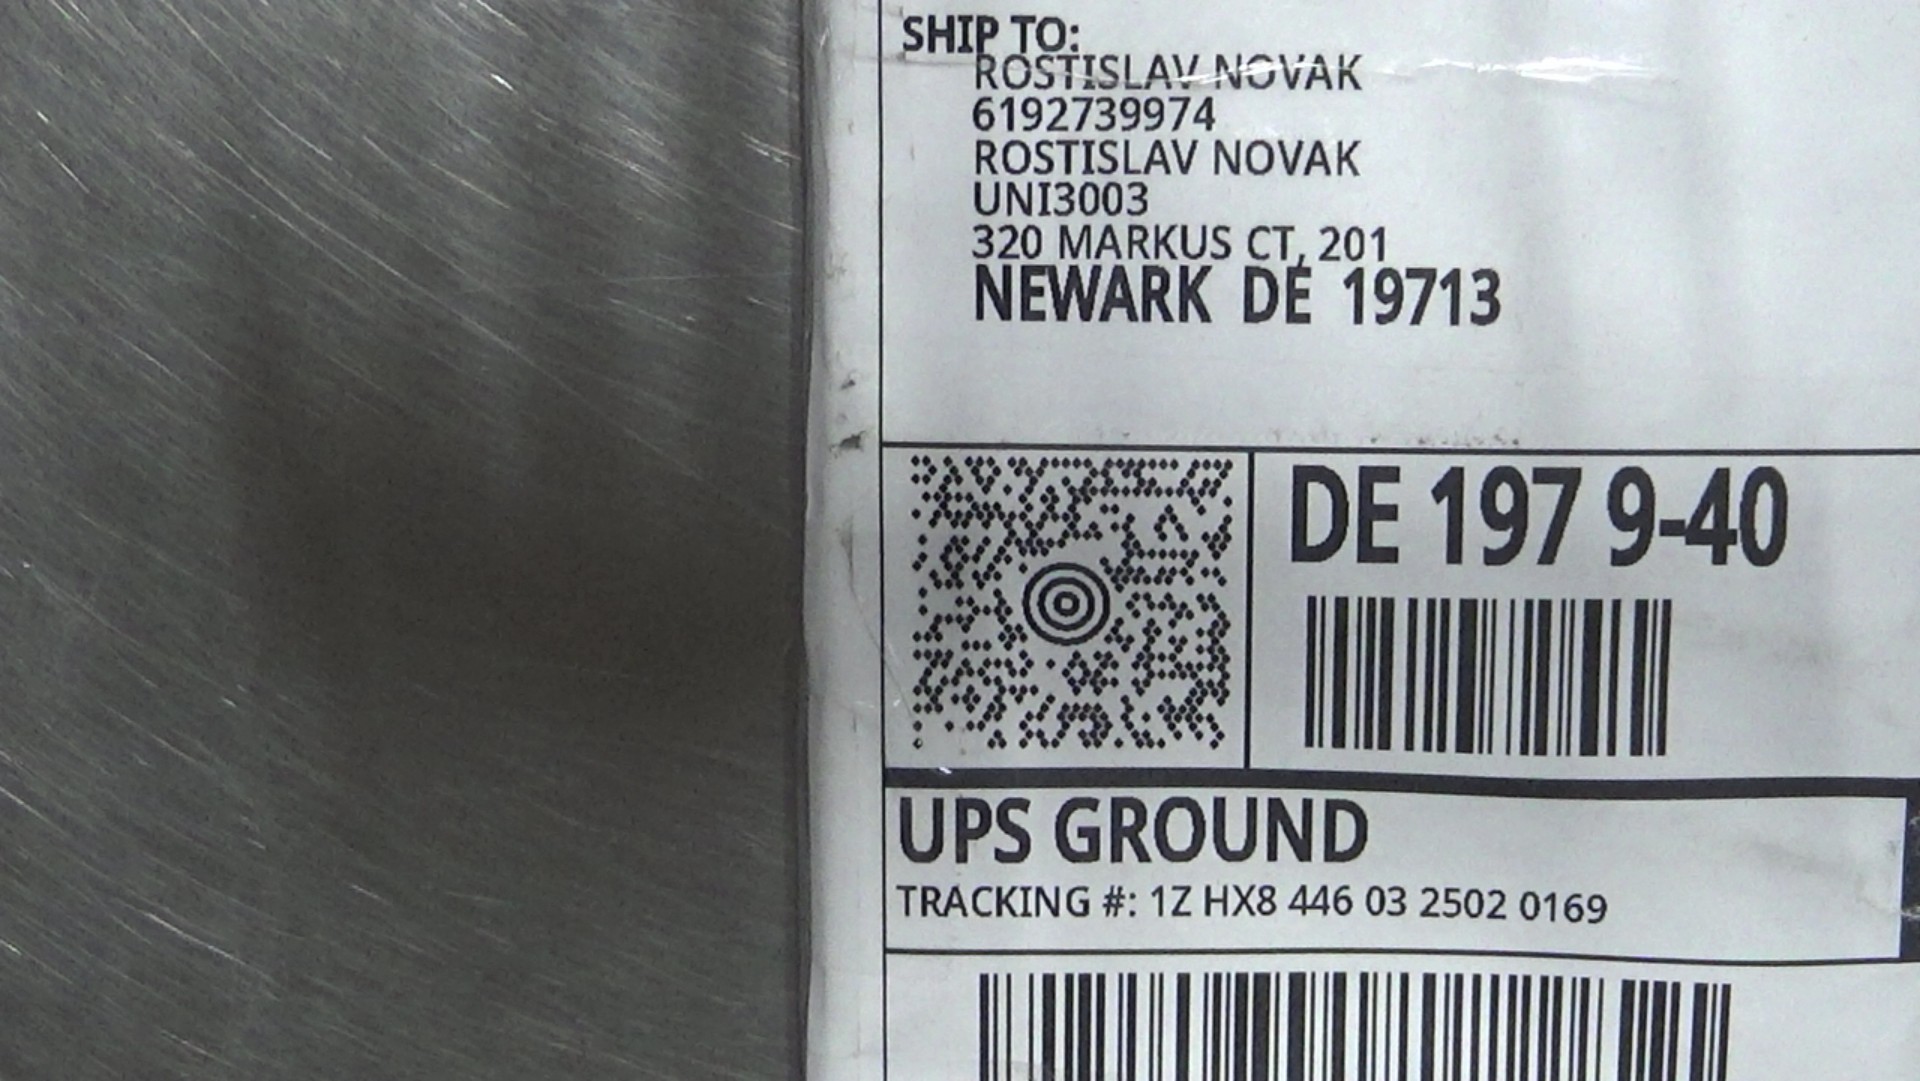 SHIP TO:
ROSTISLAV NOVAK
6192739974
ROSTISLAV NOVAK
UNI3003
320 MARKUS CT, 201
NEWARK DE 19713
DE 197 9-40
UPS GROUND
TRACKING #: 1Z HX8 446 03 2502 0169